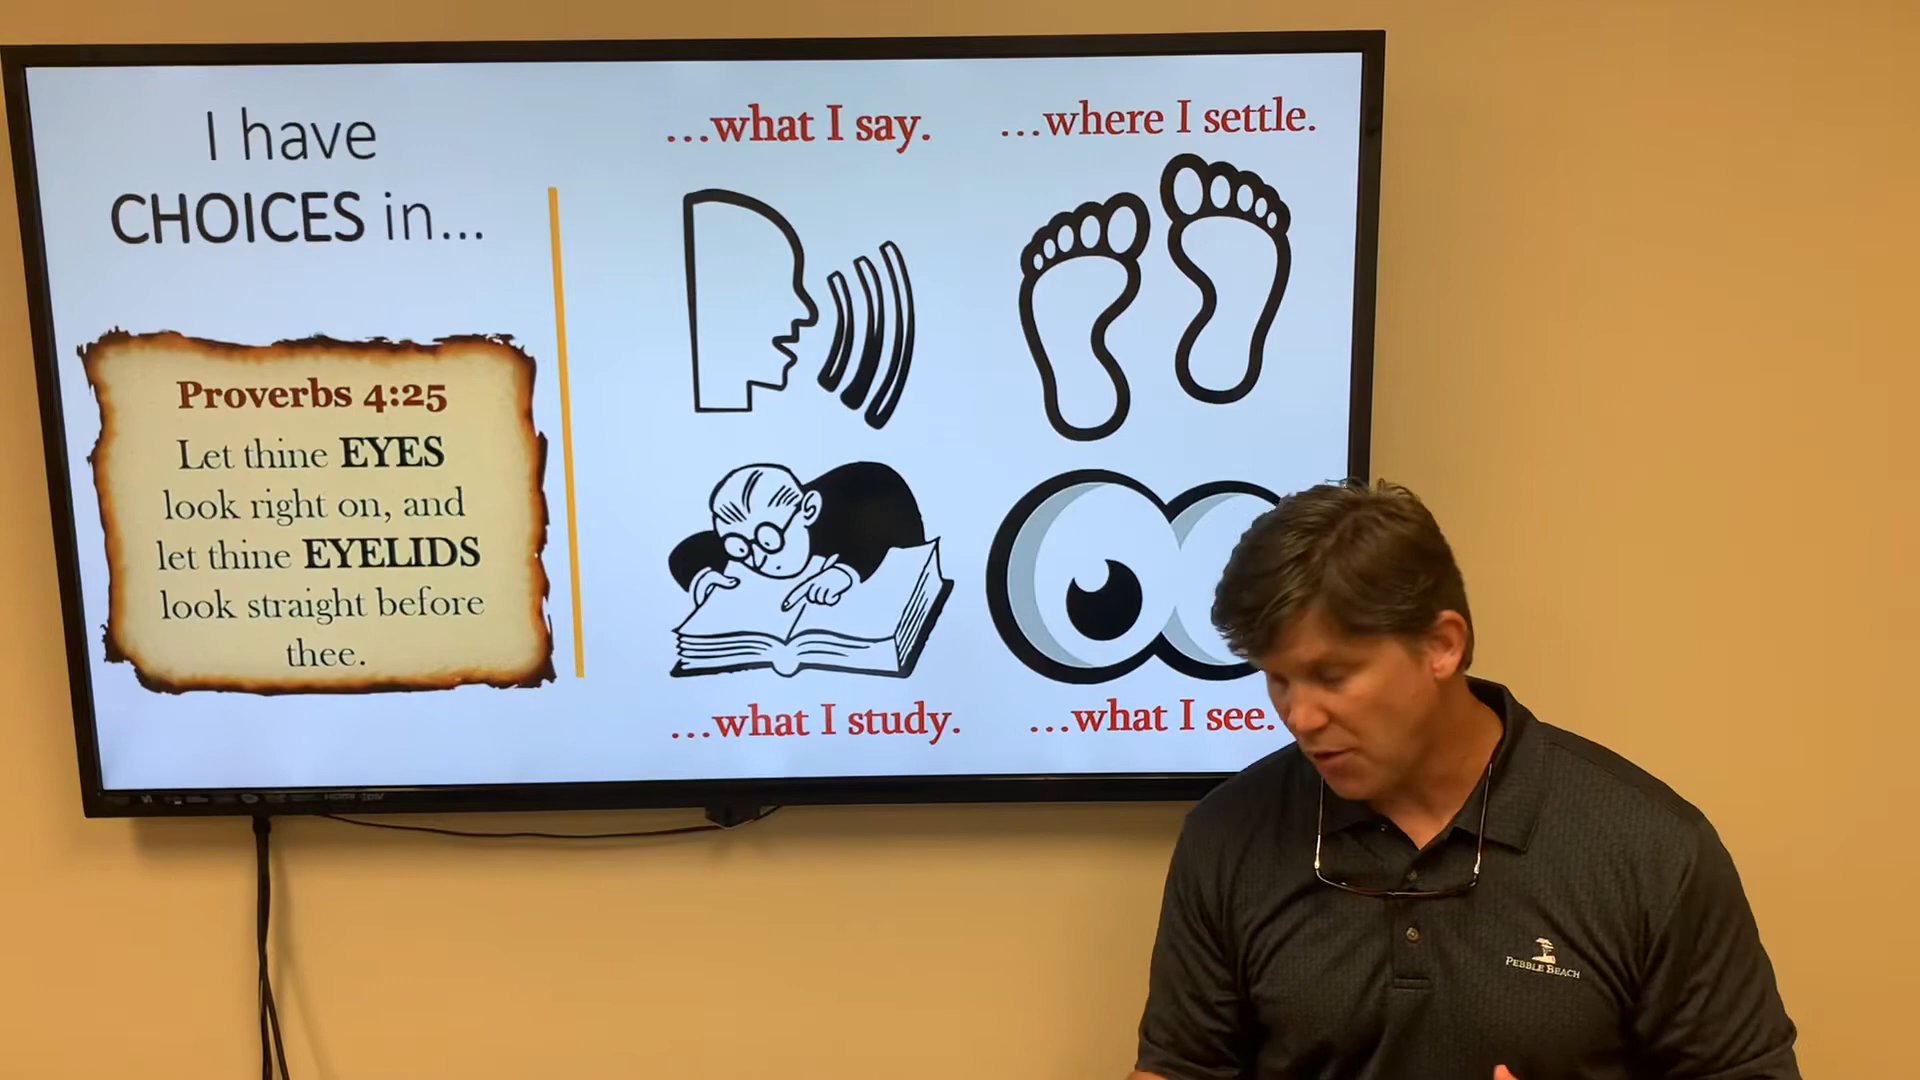 I have
CHOICES in...
Proverbs 4:25
Let thine EYES
look right on, and
let thine EYELIDS
look straight before
thee.
...what I say.
...where I settle.
...what I study.
...what I see.
PEBBLE BEACH